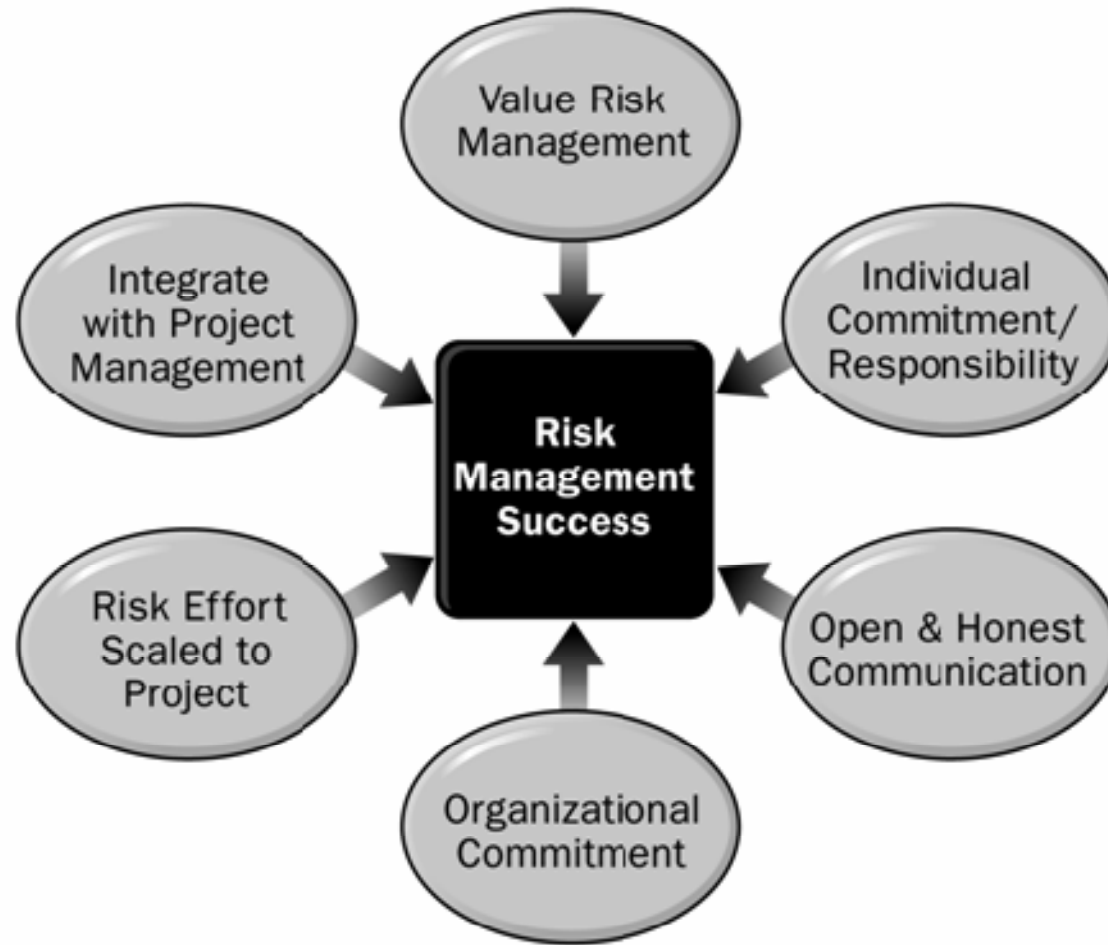 Value Risk
Management
Integrate
with Project
Management
Individual
Commitment/
Responsibility
Risk
Management
Success
Risk Effort
Scaled to
Project
Open & Honest
Communication
Organizational
Commitment